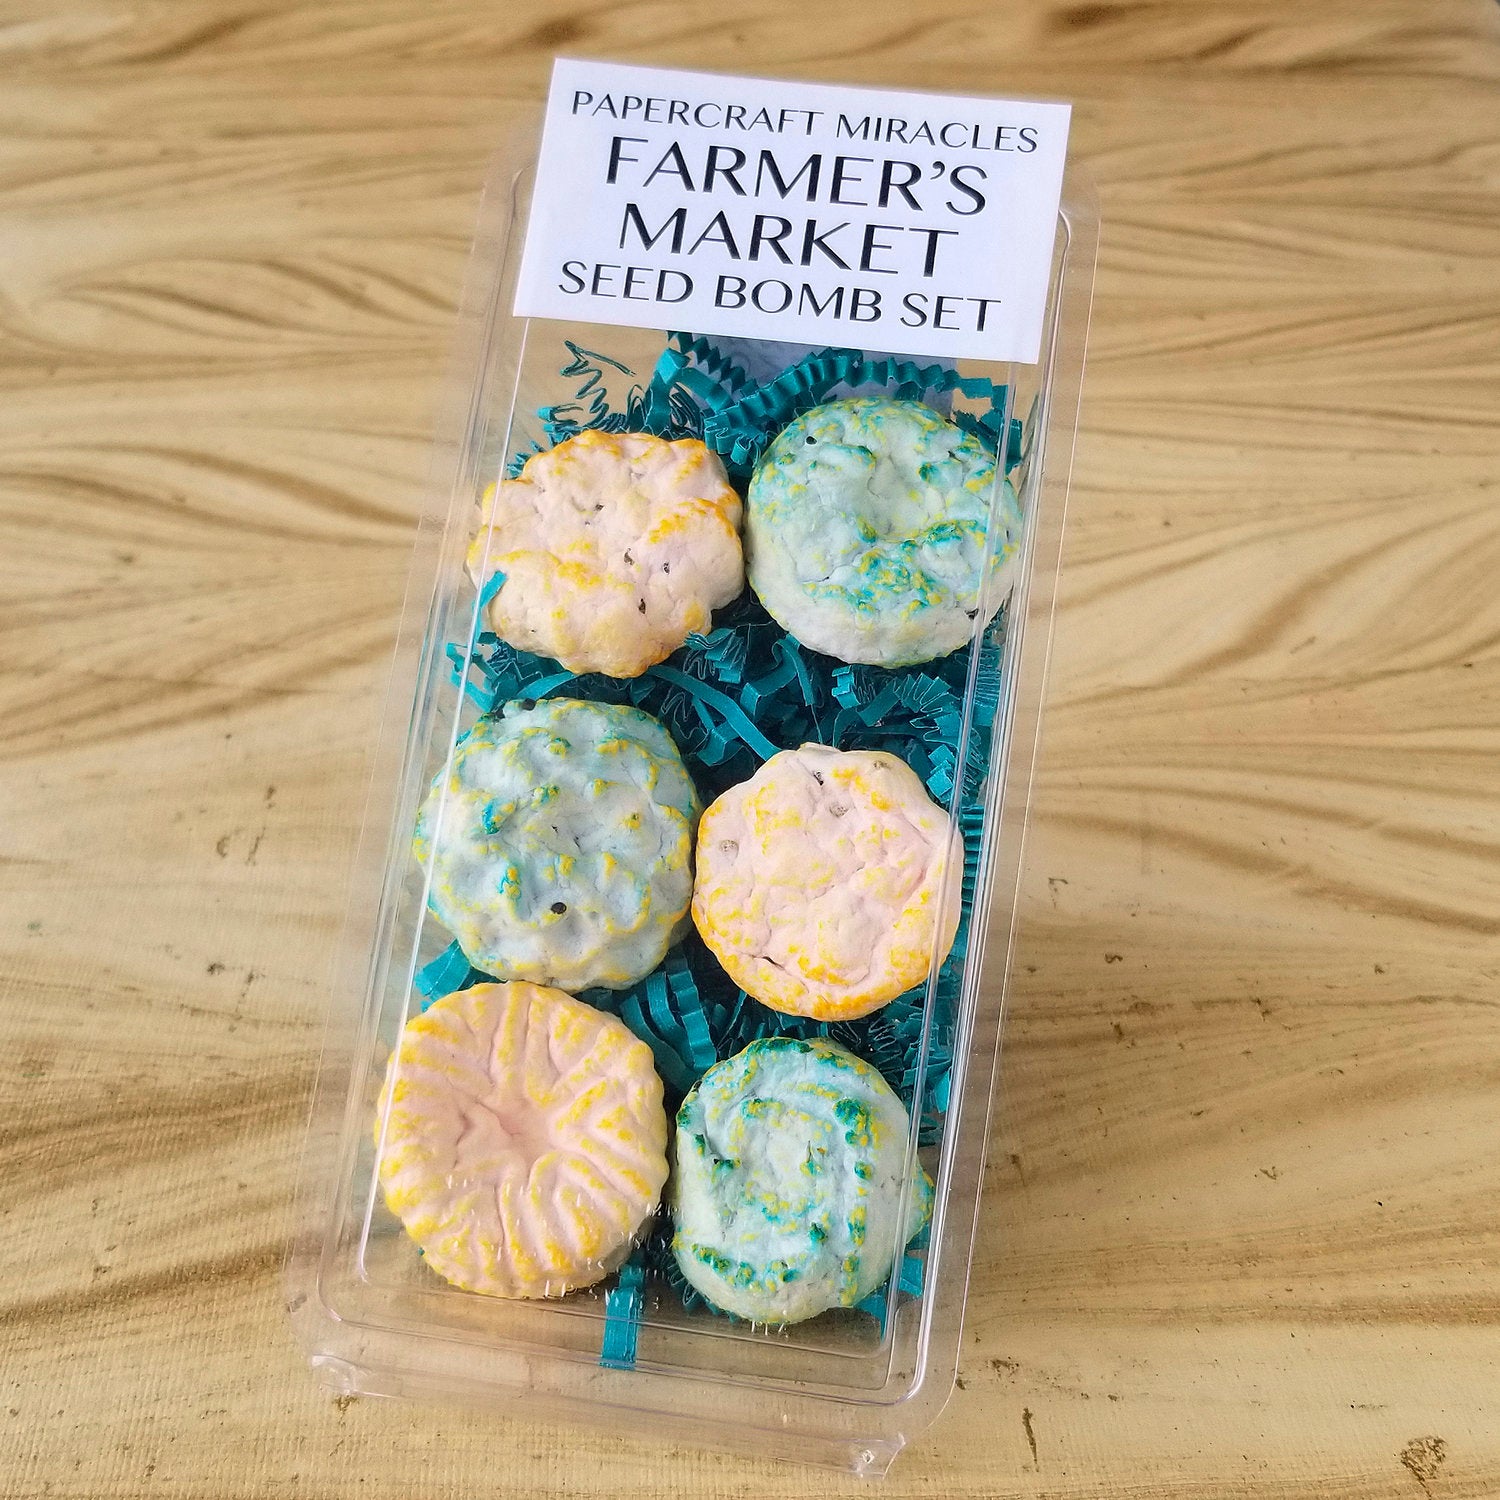 PAPERCRAFT MIRACLES
FARMER'S
MARKET
SEED BOMB SET